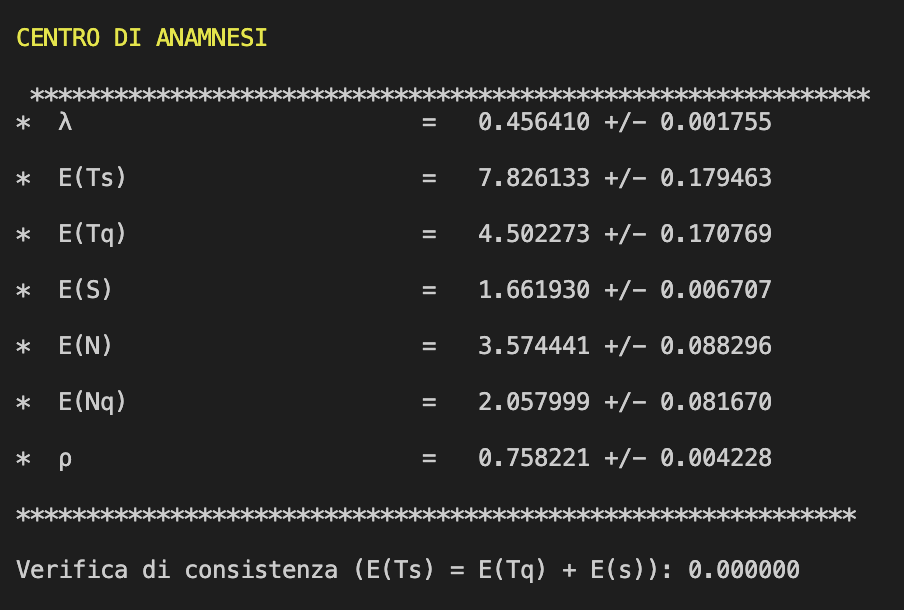 CENTRO DI ANAMNESI
************************************************************
* λ = 0.456410 +/- 0.001755
* E(Ts) = 7.826133 +/- 0.179463
* E(Tq) = 4.502273 +/- 0.170769
* E(S) = 1.661930 +/- 0.006707
* E(N) = 3.574441 +/- 0.088296
* E(Nq) = 2.057999 +/- 0.081670
* ρ = 0.758221 +/- 0.004228
************************************************************
Verifica di consistenza (E(Ts) = E(Tq) + E(s)): 0.000000